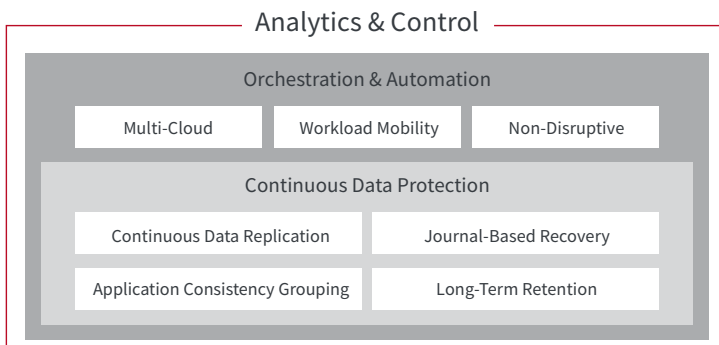 Analytics & Control
Orchestration & Automation
Multi-Cloud
Workload Mobility
Non-Disruptive
Continuous Data Protection
Continuous Data Replication
Journal-Based Recovery
Application Consistency Grouping
Long-Term Retention